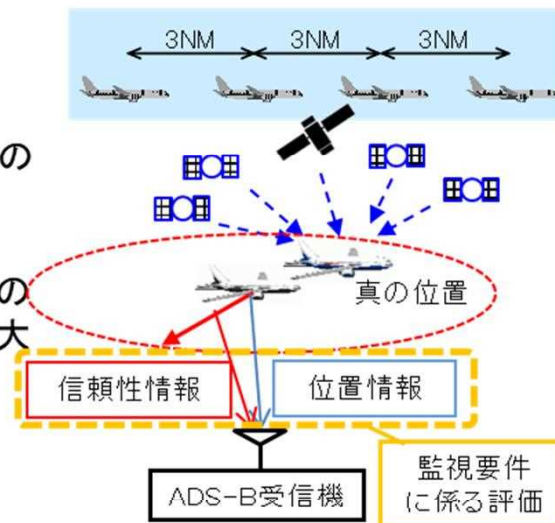 3NM 3NM 3NM
の
の
大
真の位置
信頼性情報
位置情報
ADS-B受信機
監視要件
に係る評価